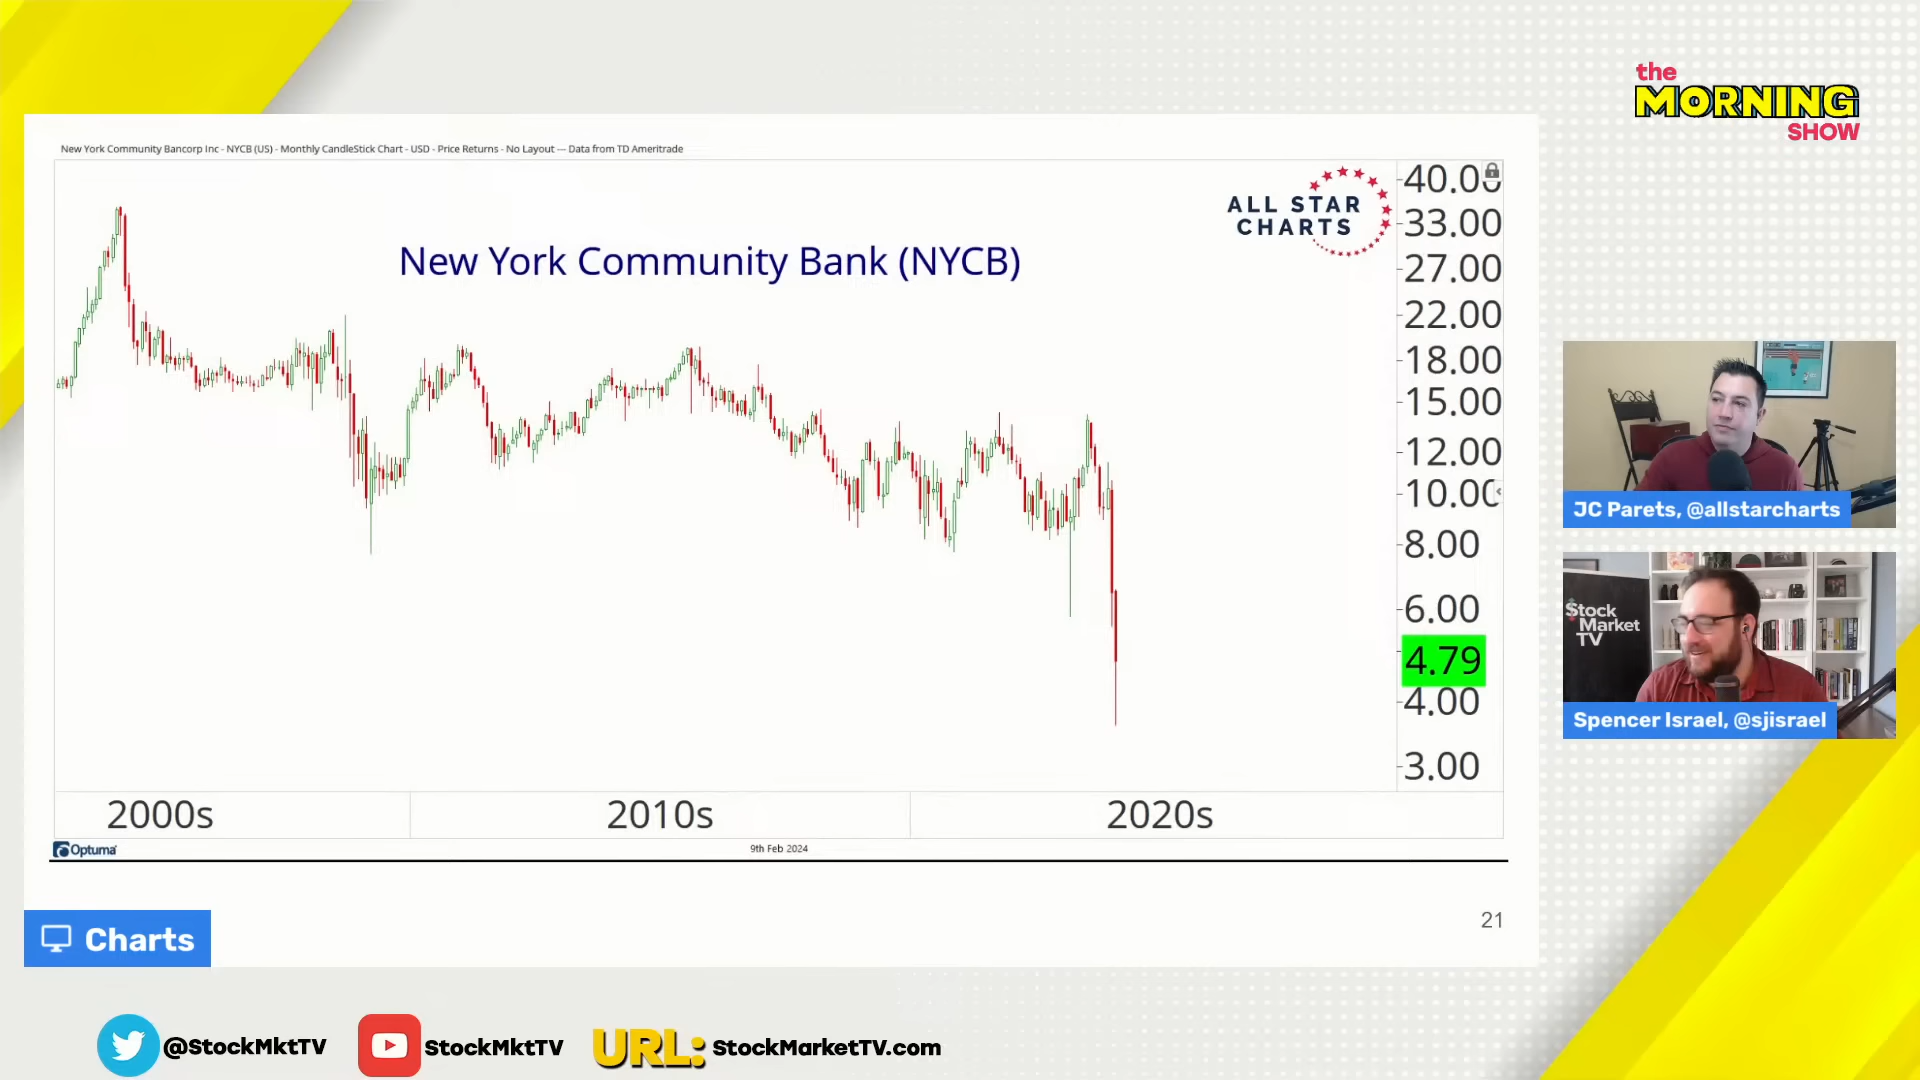 the
MORNING
SHOW
New York Community Bancorp Inc - NYCB (US) - Monthly CandleStick Chart - USD - Price Returns - No Layout --- Data from TD Ameritrade
ALL STAR
CHARTS
New York Community Bank (NYCB)
40.00
33.00
27.00
22.00
18.00
15.00
12.00
10.00
8.00
6.00
4.79
4.00
3.00
2000s
2010s
2020s
Optuma
9th Feb 2024
21
Charts
JC Parets, @allstarcharts
Stock
Market
TV
Spencer Israel, @sjisrael
@StockMktTV
StockMktTV
URL:
StockMarketTV.com